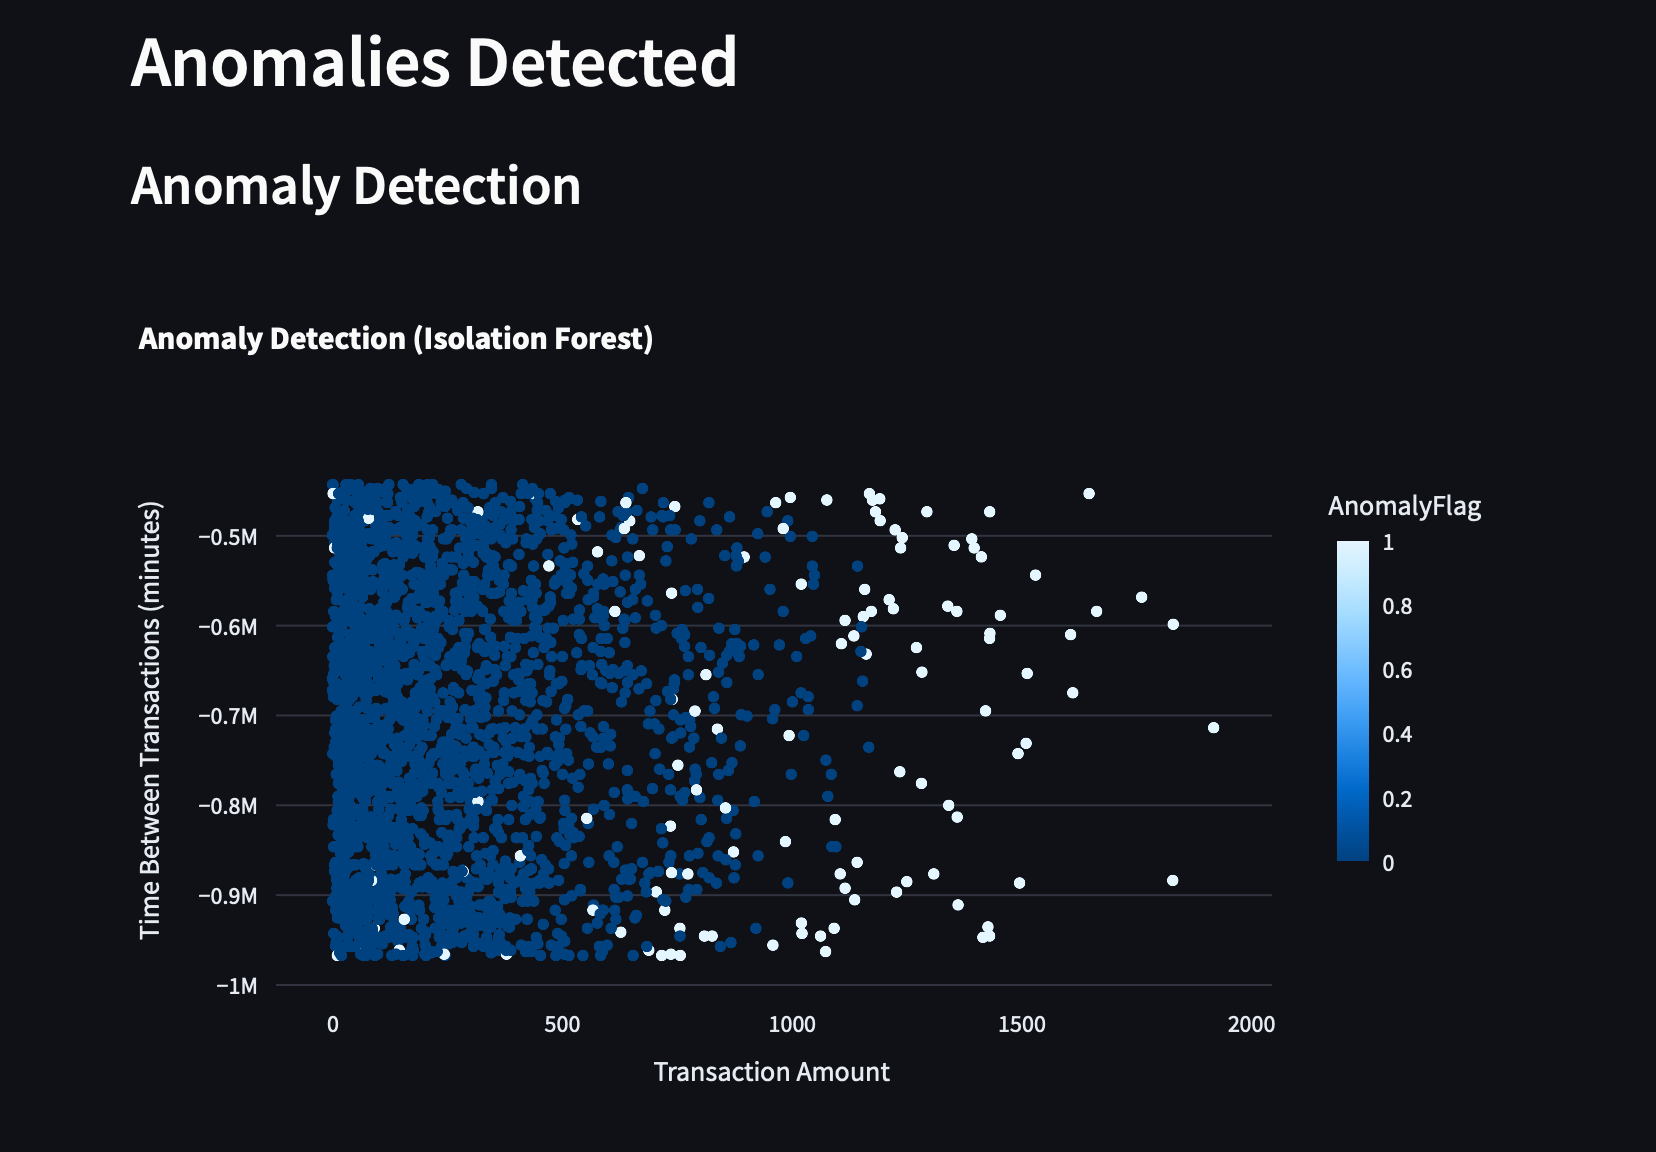 Anomalies Detected
Anomaly Detection
Anomaly Detection (Isolation Forest)
AnomalyFlag
Time Between Transactions (minutes)
−0.5M
−0.6M
−0.7M
−0.8M
−0.9M
−1M
0
500
1000
1500
2000
Transaction Amount
1
0.8
0.6
0.4
0.2
0